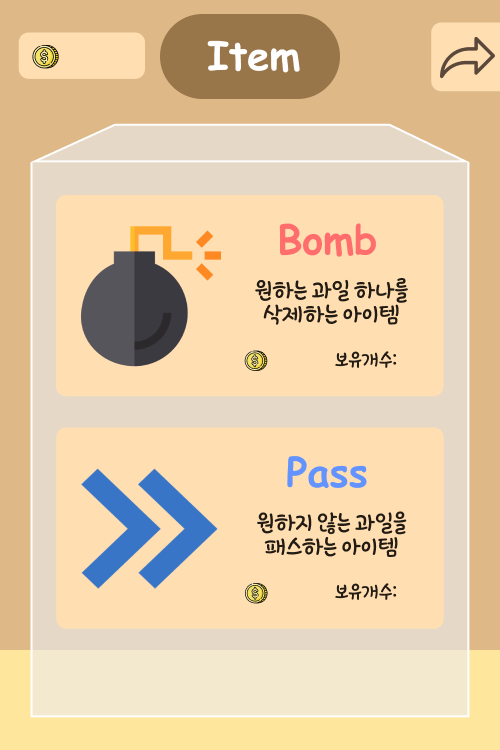 Item
Bomb
원하는 과일 하나를
삭제하는 아이템
보유개수:
Pass
원하지 않는 과일을
패스하는 아이템
보유개수: